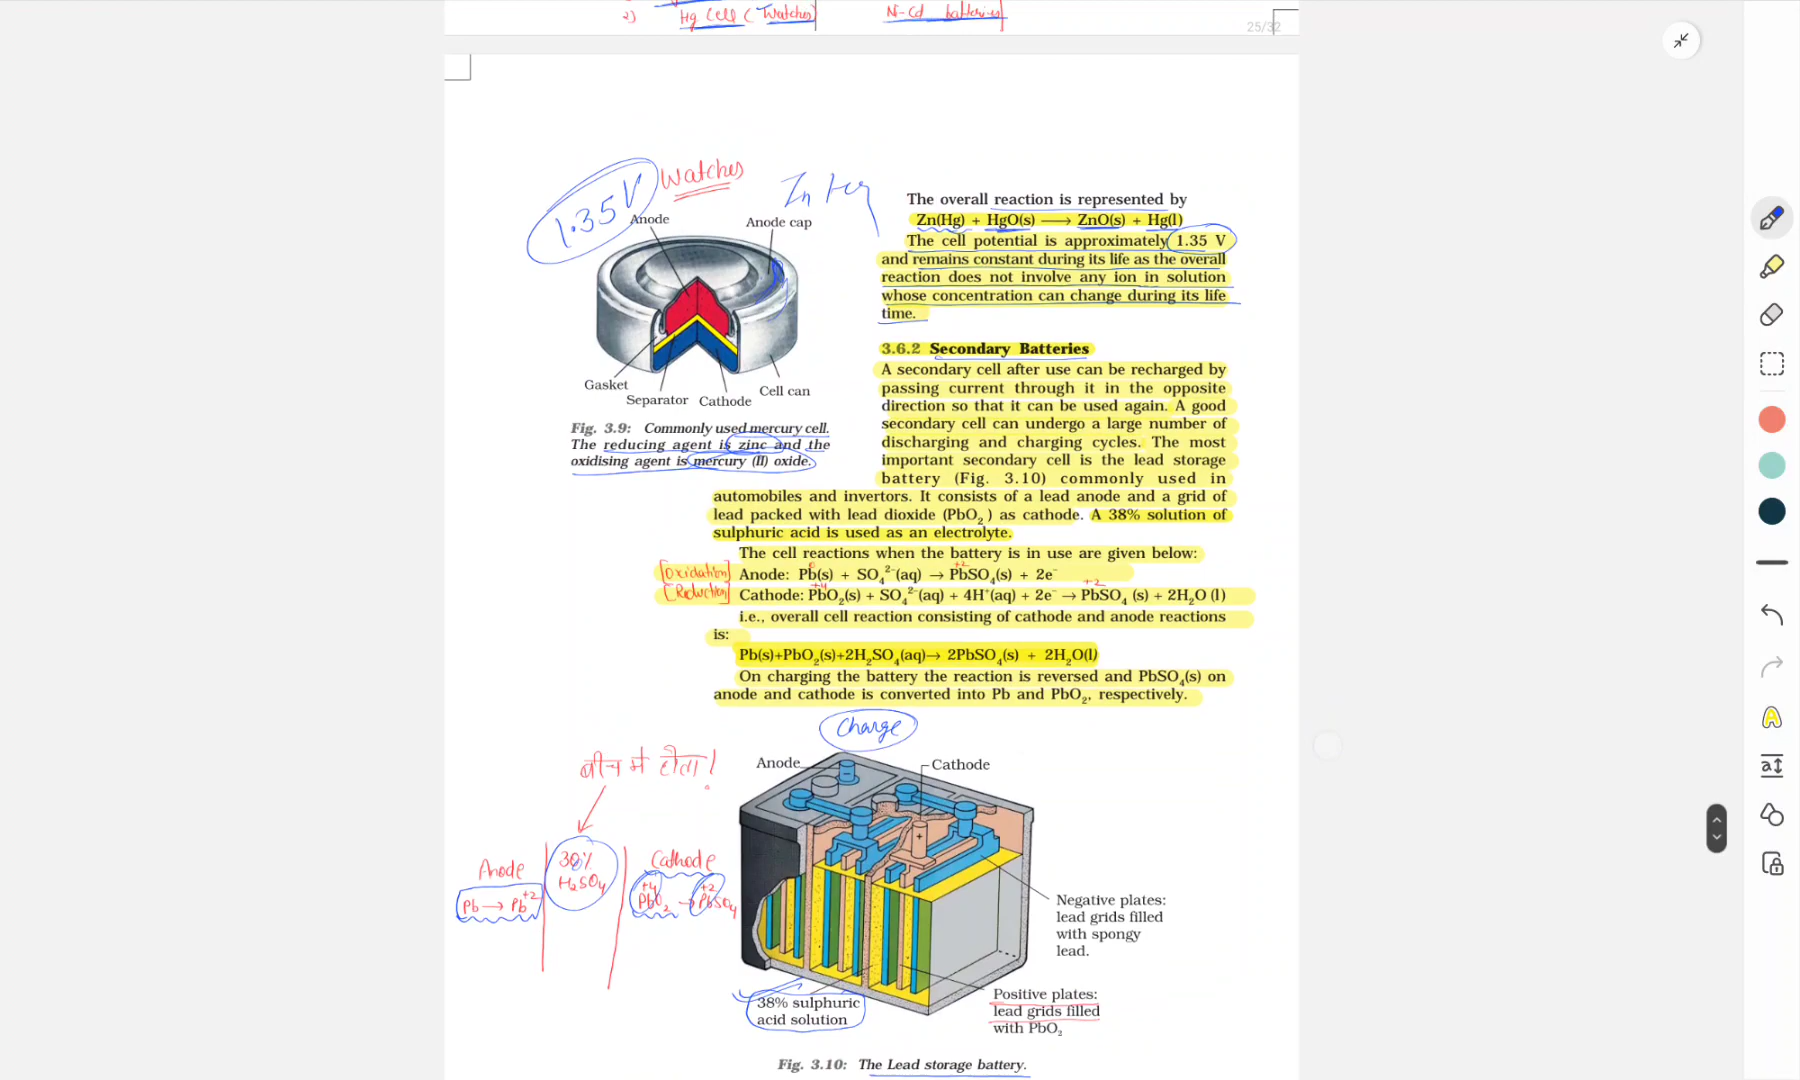 2) Hg Cell (Watches) Ni-Cd batteries
25/32
1.35V
Watches
Zn Hg
Anode
Anode cap
Gasket
Separator
Cathode
Cell can
Fig. 3.9: Commonly used mercury cell.
The reducing agent is zinc and the
oxidising agent is mercury (II) oxide.
The overall reaction is represented by
Zn(Hg) + HgO(s) ⟶ ZnO(s) + Hg(l)
The cell potential is approximately 1.35 V
and remains constant during its life as the overall
reaction does not involve any ion in solution
whose concentration can change during its life
time.
3.6.2 Secondary Batteries
A secondary cell after use can be recharged by
passing current through it in the opposite
direction so that it can be used again. A good
secondary cell can undergo a large number of
discharging and charging cycles. The most
important secondary cell is the lead storage
battery (Fig. 3.10) commonly used in
automobiles and invertors. It consists of a lead anode and a grid of
lead packed with lead dioxide (PbO₂ ) as cathode. A 38% solution of
sulphuric acid is used as an electrolyte.
The cell reactions when the battery is in use are given below:
0 +2
[Oxidation] Anode: Pb(s) + SO₄²⁻(aq) → PbSO₄(s) + 2e⁻
+4 +2
[Reduction] Cathode: PbO₂(s) + SO₄²⁻(aq) + 4H⁺(aq) + 2e⁻ → PbSO₄ (s) + 2H₂O (l)
i.e., overall cell reaction consisting of cathode and anode reactions
is:
Pb(s)+PbO₂(s)+2H₂SO₄(aq)→ 2PbSO₄(s) + 2H₂O(l)
On charging the battery the reaction is reversed and PbSO₄(s) on
anode and cathode is converted into Pb and PbO₂, respectively.
Charge
बीच में होता!
Anode
Cathode
Anode
Pb → Pb⁺²
38%
H₂SO₄
Cathode
+4 +2
PbO₂ → PbSO₄
Negative plates:
lead grids filled
with spongy
lead.
38% sulphuric
acid solution
Positive plates:
lead grids filled
with PbO₂
Fig. 3.10: The Lead storage battery.